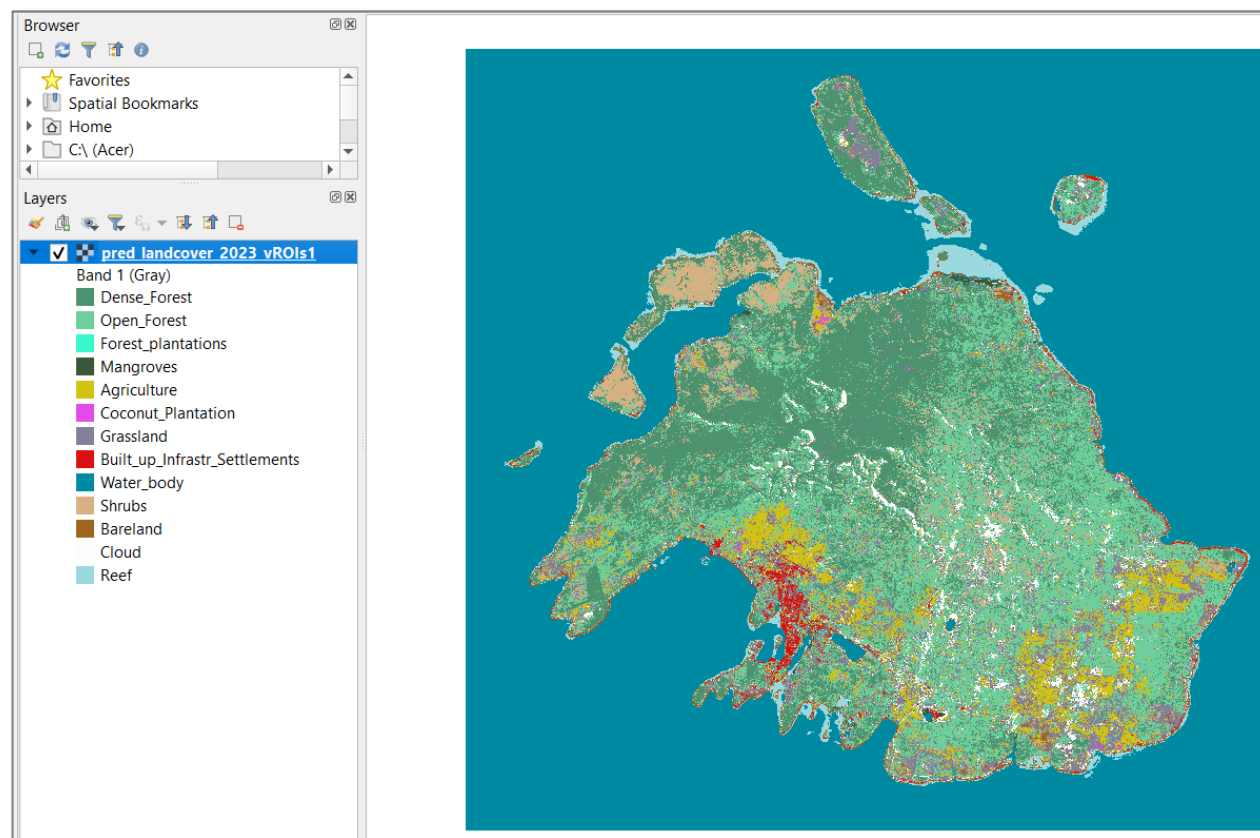 Browser
Favorites
Spatial Bookmarks
Home
C:\ (Acer)
Layers
pred_landcover_2023_vROIs1
Band 1 (Gray)
Dense_Forest
Open_Forest
Forest_plantations
Mangroves
Agriculture
Coconut_Plantation
Grassland
Built_up_Infrastr_Settlements
Water_body
Shrubs
Bareland
Cloud
Reef